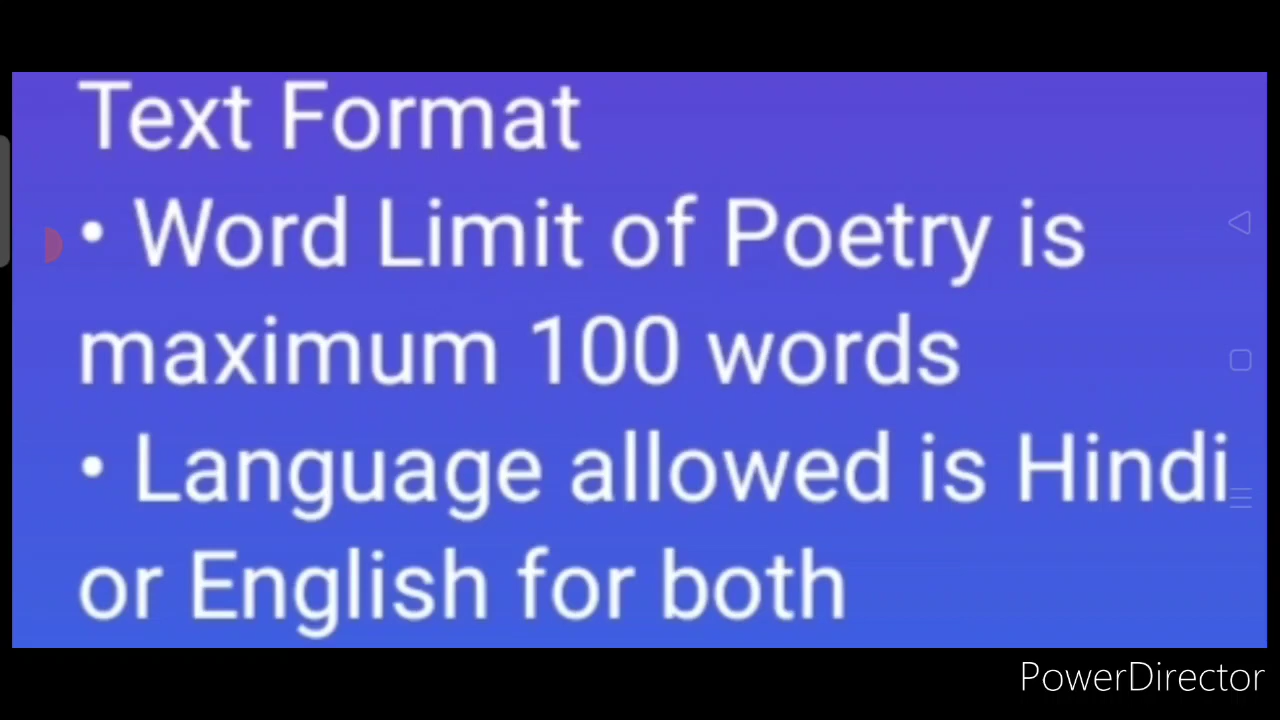 Text Format
• Word Limit of Poetry is
maximum 100 words
• Language allowed is Hindi
or English for both
PowerDirector